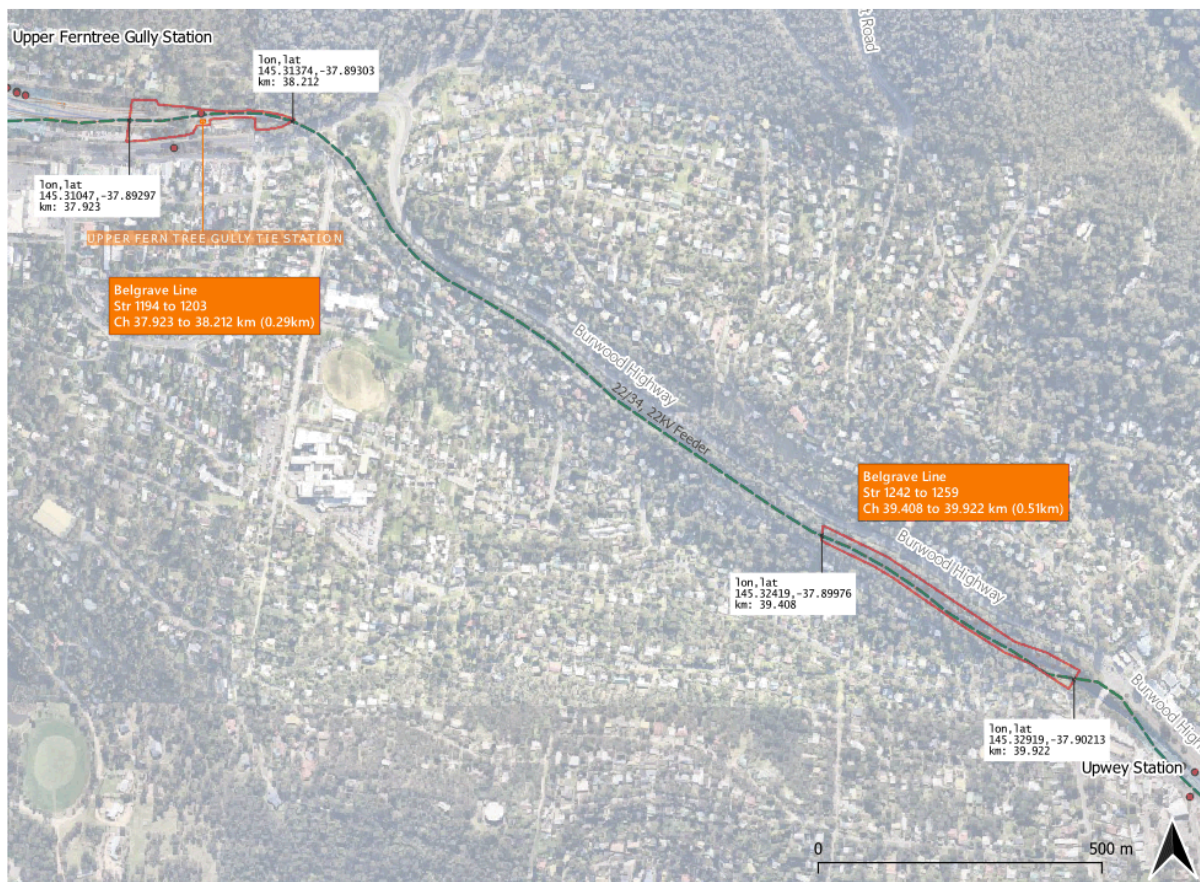 Upper Ferntree Gully Station
lon,lat
145.31374,-37.89303
km: 38.212
t Road
lon,lat
145.31047,-37.89297
km: 37.923
UPPER FERN TREE GULLY TIE STATION
Belgrave Line
Str 1194 to 1203
Ch 37.923 to 38.212 km (0.29km)
Burwood Highway
22/34, 22kV Feeder
Belgrave Line
Str 1242 to 1259
Ch 39.408 to 39.922 km (0.51km)
Burwood Highway
lon,lat
145.32419,-37.89976
km: 39.408
Burwood High
lon,lat
145.32919,-37.90213
km: 39.922
Upwey Station
0
500 m